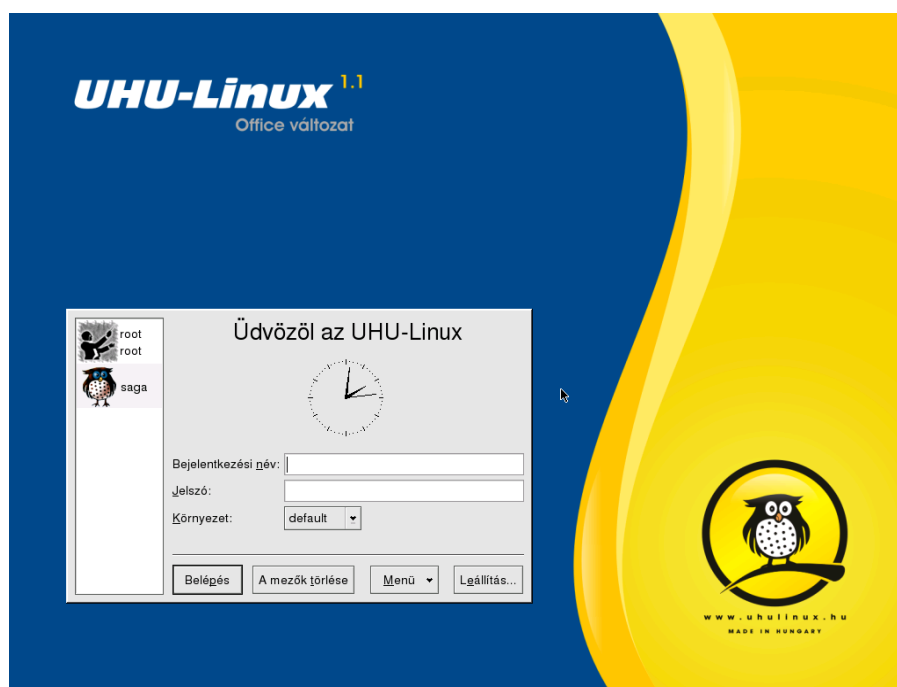 UHU-Linux 1.1
Office változat
root
root
saga
Üdvözöl az UHU-Linux
Bejelentkezési név:
Jelszó:
Környezet: default
Belépés A mezők törlése Menü Leállítás...
www.uhulinux.hu
MADE IN HUNGARY